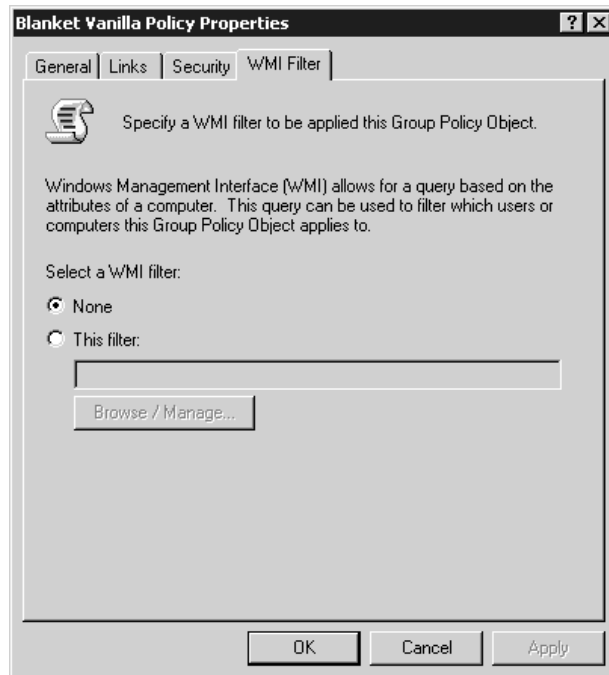 Blanket Vanilla Policy Properties
? X
General Links Security WMI Filter
Specify a WMI filter to be applied this Group Policy Object.
Windows Management Interface (WMI) allows for a query based on the
attributes of a computer. This query can be used to filter which users or
computers this Group Policy Object applies to.
Select a WMI filter:
None
This filter:
Browse / Manage...
OK Cancel Apply